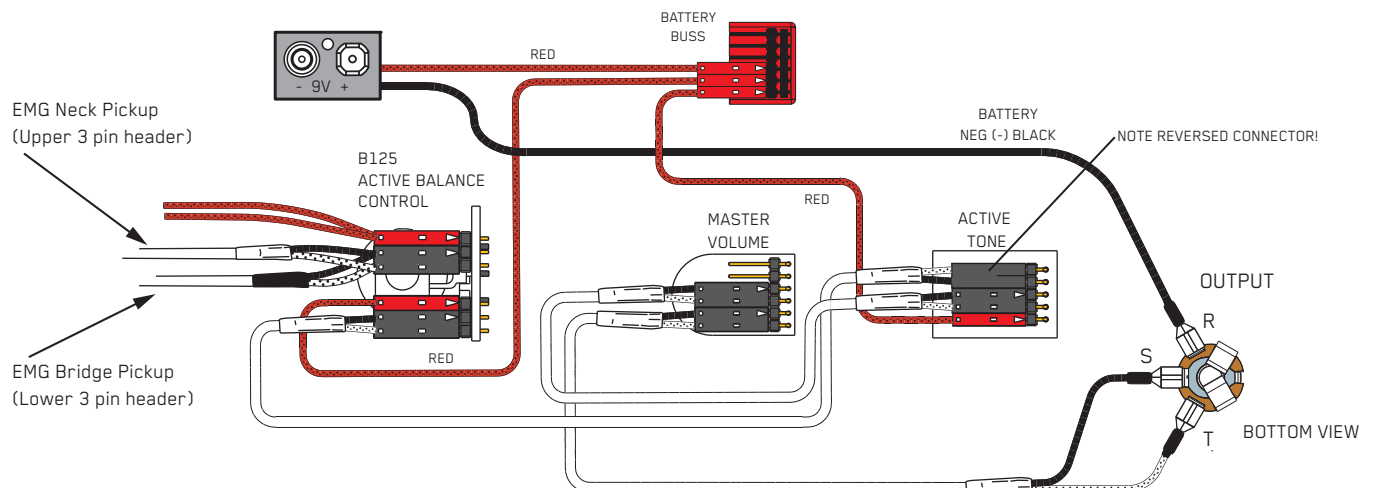 BATTERY
BUSS
RED
- 9V +
EMG Neck Pickup
(Upper 3 pin header)
BATTERY
NEG (-) BLACK
NOTE REVERSED CONNECTOR!
B125
ACTIVE BALANCE
CONTROL
RED
MASTER
VOLUME
ACTIVE
TONE
OUTPUT
R
S
RED
EMG Bridge Pickup
(Lower 3 pin header)
T.
BOTTOM VIEW